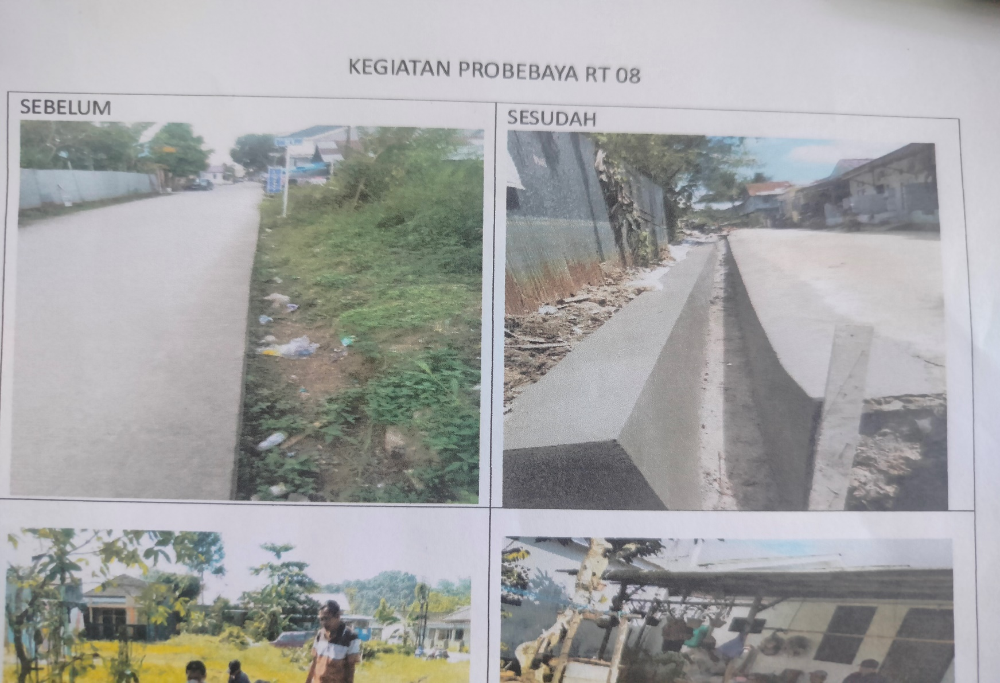 KEGIATAN PROBEBAYA RT 08
SEBELUM
SESUDAH